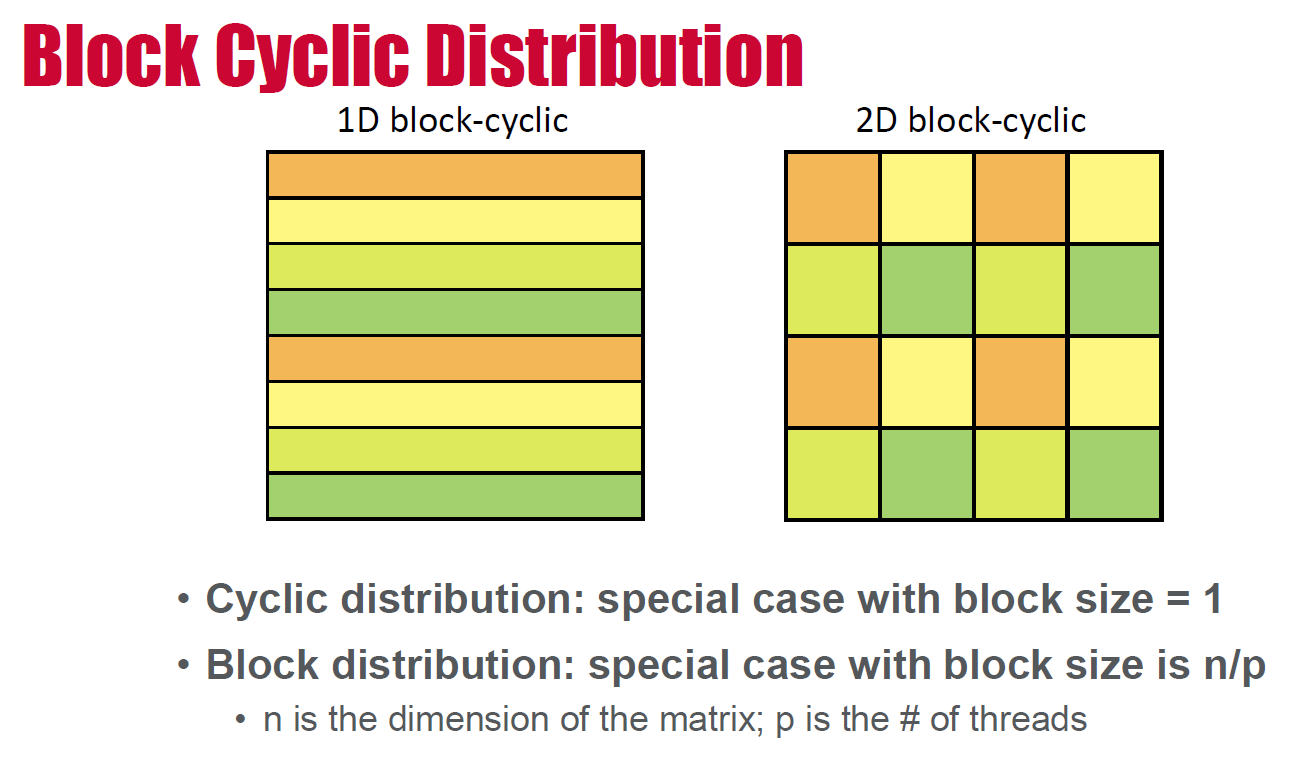 Block Cyclic Distribution
1D block-cyclic
2D block-cyclic
• Cyclic distribution: special case with block size = 1
• Block distribution: special case with block size is n/p
• n is the dimension of the matrix; p is the # of threads